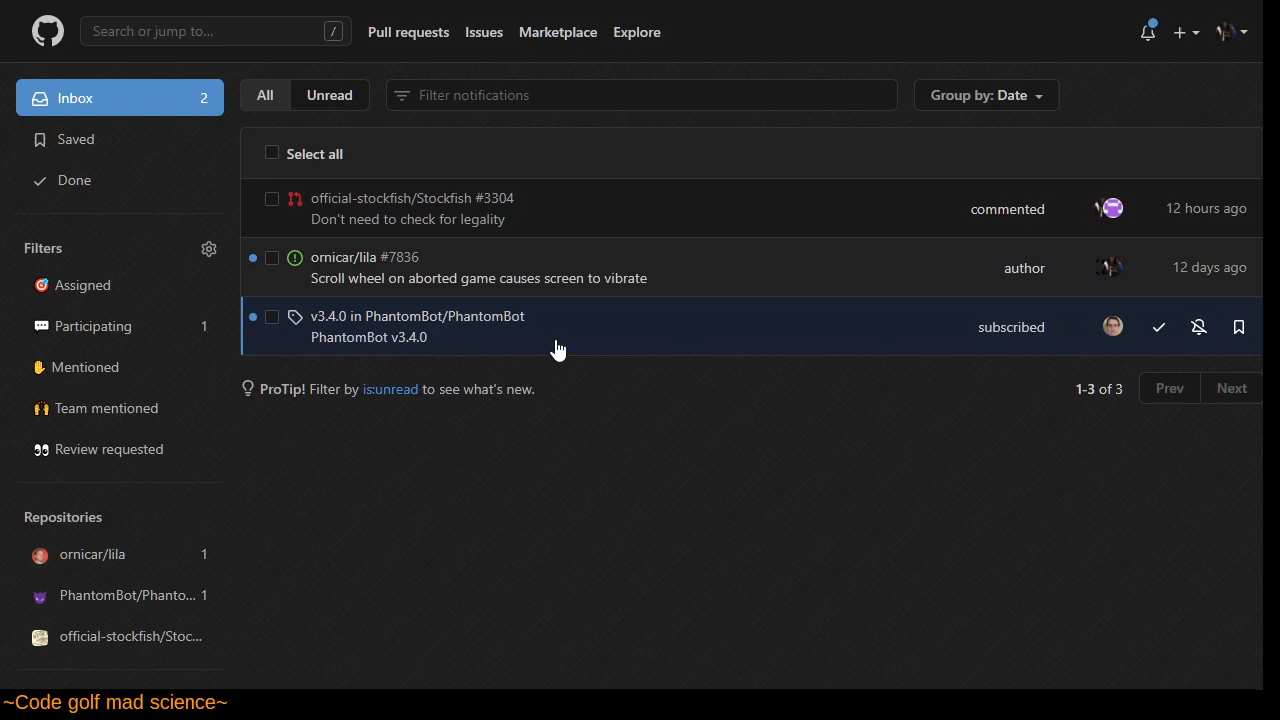 Search or jump to... /
Pull requests Issues Marketplace Explore
Inbox 2
Saved
Done
Filters
Assigned
Participating 1
Mentioned
Team mentioned
Review requested
Repositories
ornicar/lila 1
PhantomBot/Phanto... 1
official-stockfish/Stoc...
All Unread
Filter notifications
Group by: Date
Select all
official-stockfish/Stockfish #3304
Don't need to check for legality
commented 12 hours ago
ornicar/lila #7836
Scroll wheel on aborted game causes screen to vibrate
author 12 days ago
v3.4.0 in PhantomBot/PhantomBot
PhantomBot v3.4.0
subscribed
ProTip! Filter by is:unread to see what's new.
1-3 of 3 Prev Next
~Code golf mad science~